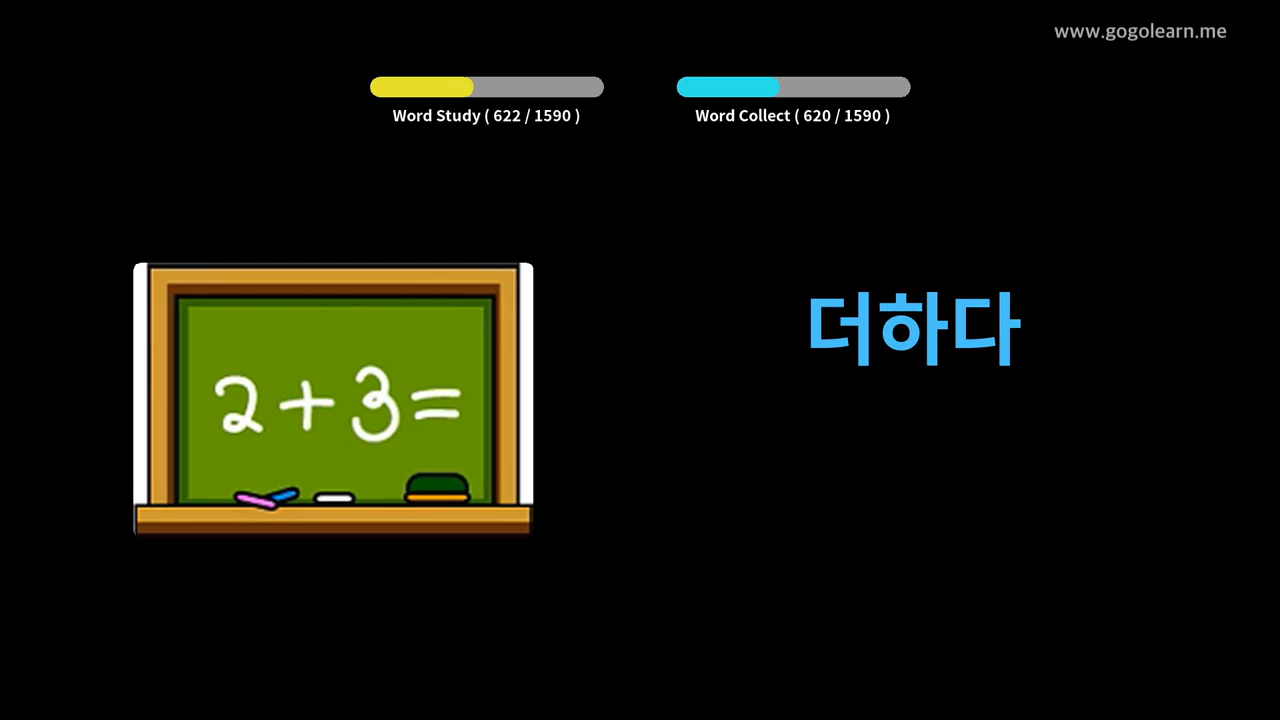 www.gogolearn.me
Word Study ( 622 / 1590 )
Word Collect ( 620 / 1590 )
더하다
2+3=